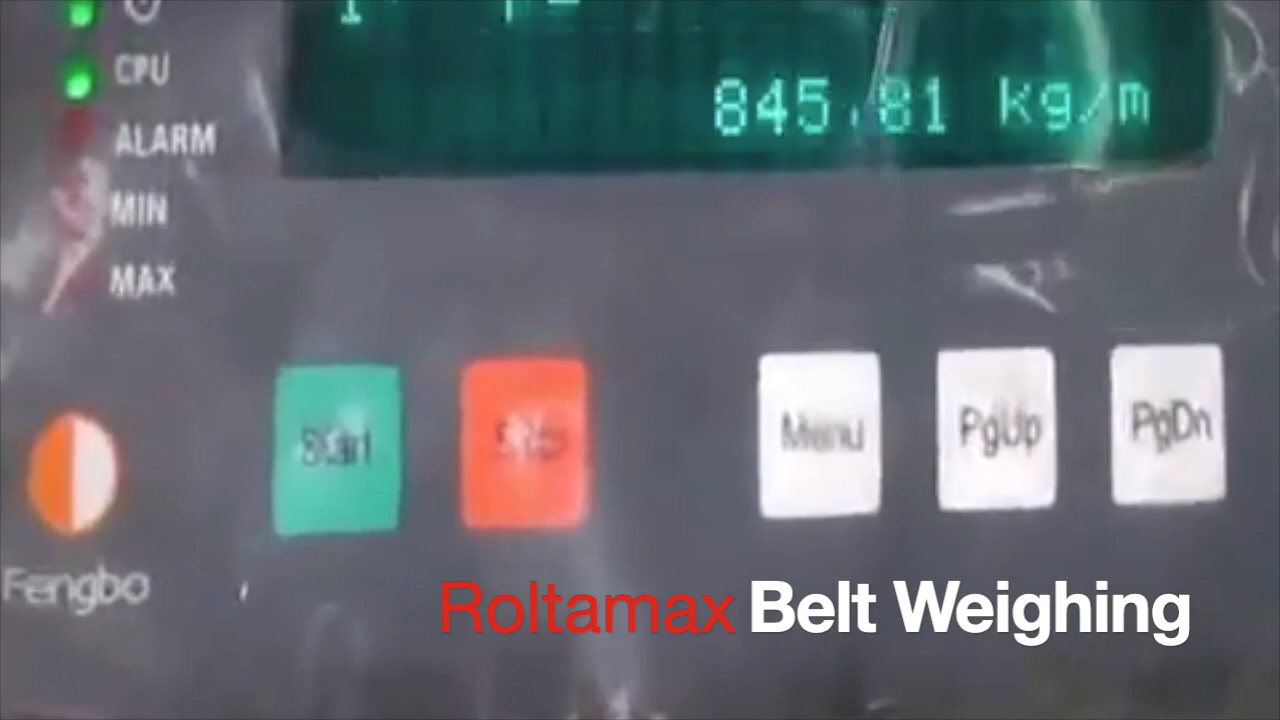 CPU
845.81 kg/m
ALARM
MIN
MAX
Start
Stop
Menu
PgUp
PgDn
Fengbo
Roltamax Belt Weighing